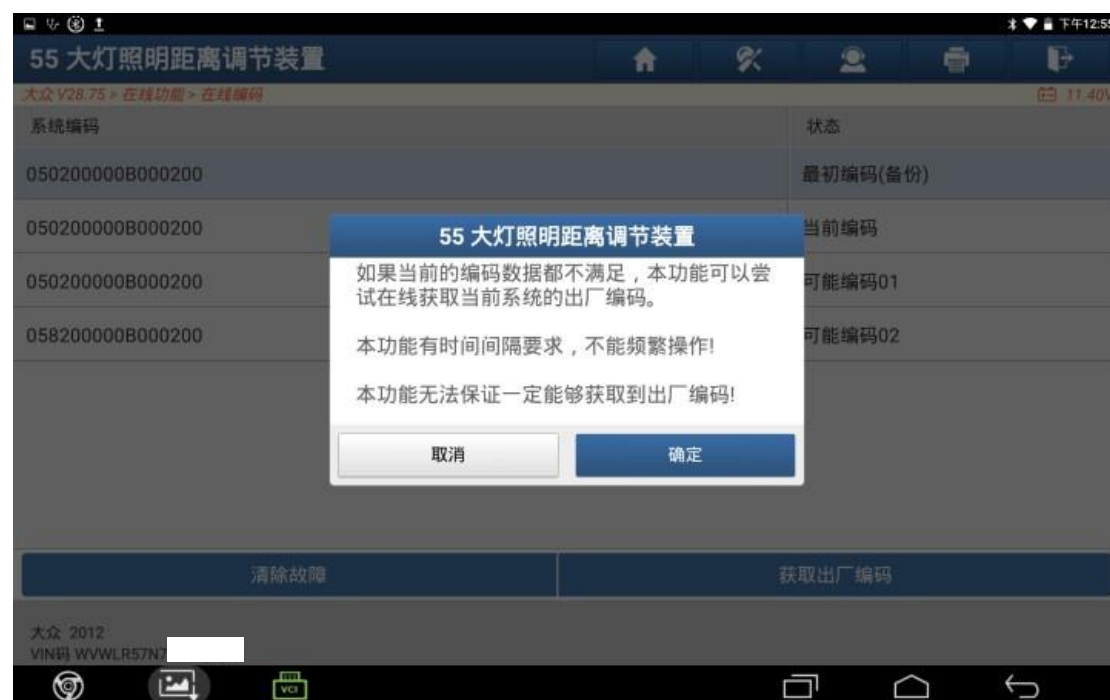 下午12:55
55 大灯照明距离调节装置
大众 V28.75 > 在线功能 > 在线编码
11.40V
系统编码
状态
050200000B000200
最初编码(备份)
050200000B000200
当前编码
050200000B000200
可能编码01
058200000B000200
可能编码02
55 大灯照明距离调节装置
如果当前的编码数据都不满足，本功能可以尝
试在线获取当前系统的出厂编码。
本功能有时间间隔要求，不能频繁操作!
本功能无法保证一定能够获取到出厂编码!
取消
确定
清除故障
获取出厂编码
大众 2012
VIN码 WVWLR57N7
VCI